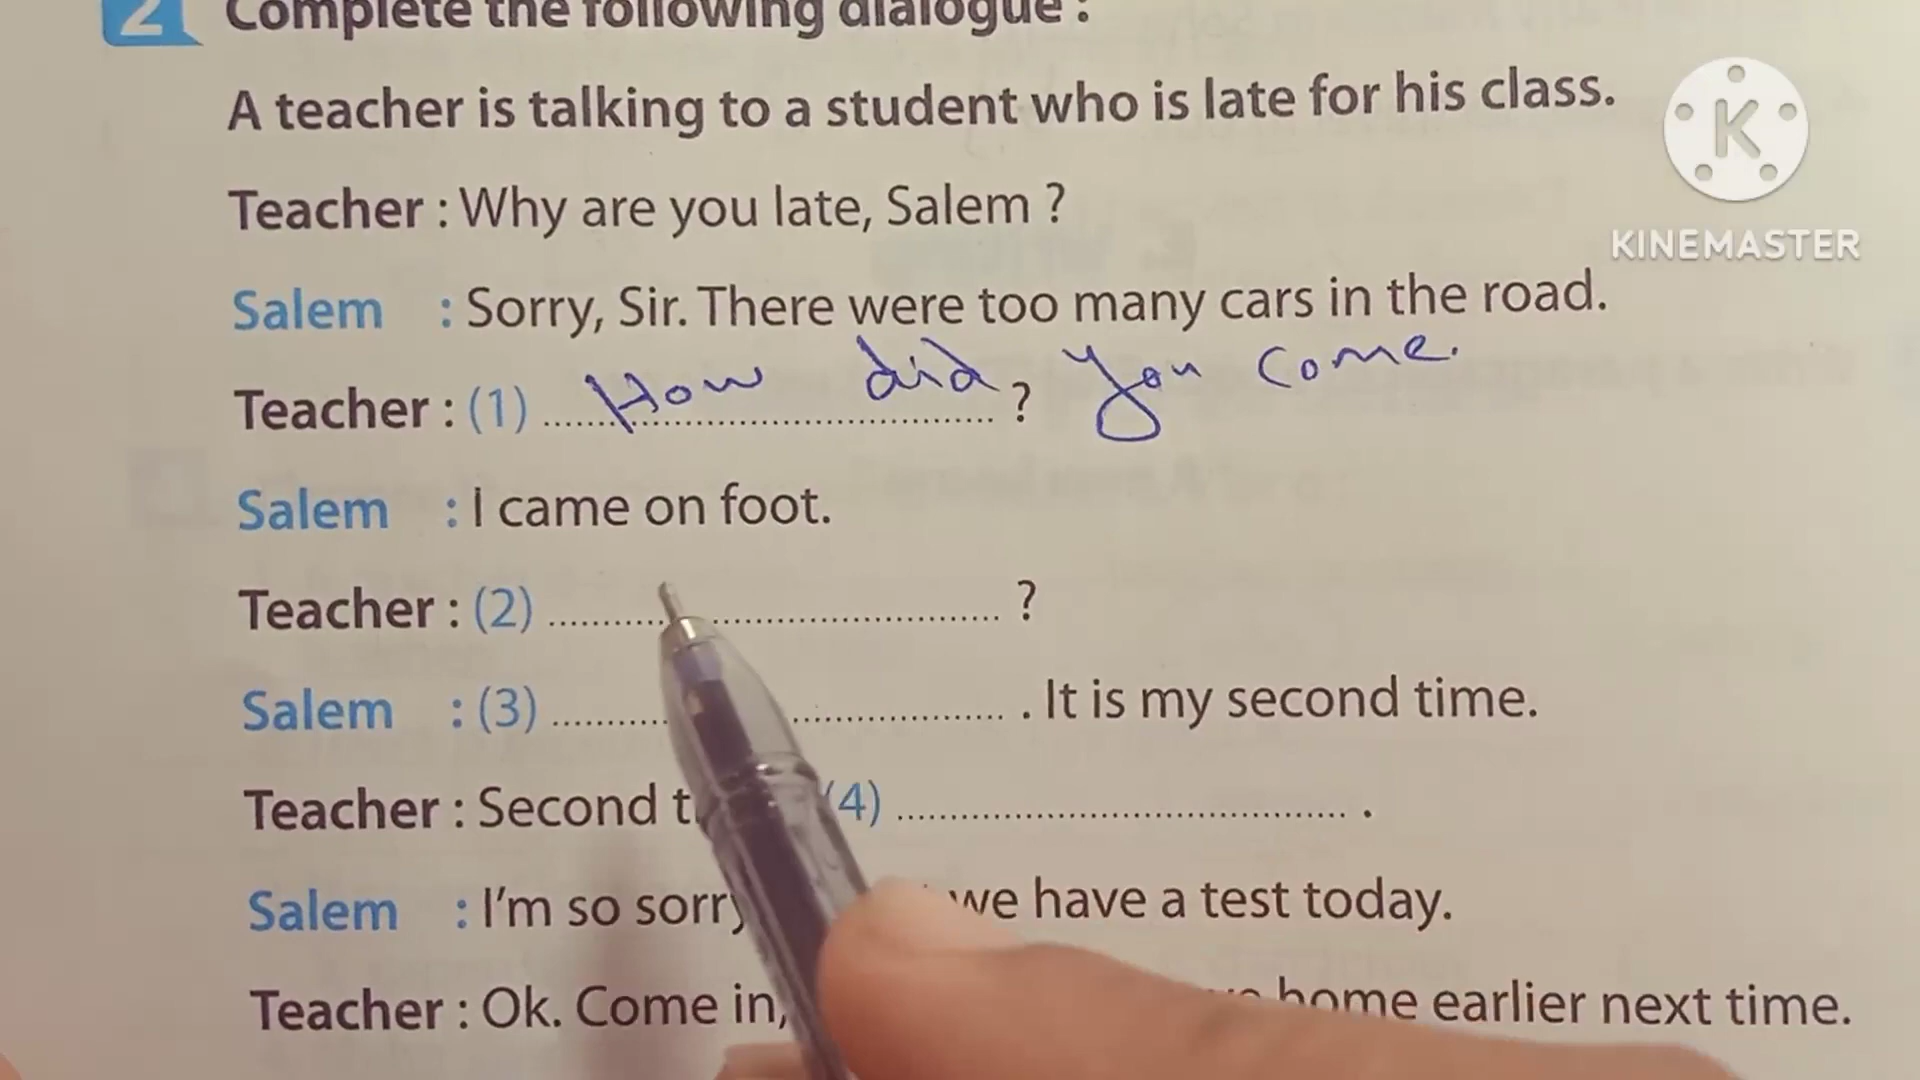 2 Complete the following dialogue :
A teacher is talking to a student who is late for his class.
K
KINEMASTER
Teacher : Why are you late, Salem ?
Salem : Sorry, Sir. There were too many cars in the road.
How did you come.
Teacher : (1) .................... ?
Salem : I came on foot.
Teacher : (2) .................... ?
Salem : (3) .................... . It is my second time.
Teacher : Second (4) .................... .
Salem : I'm so sorry we have a test today.
Teacher : Ok. Come in, home earlier next time.